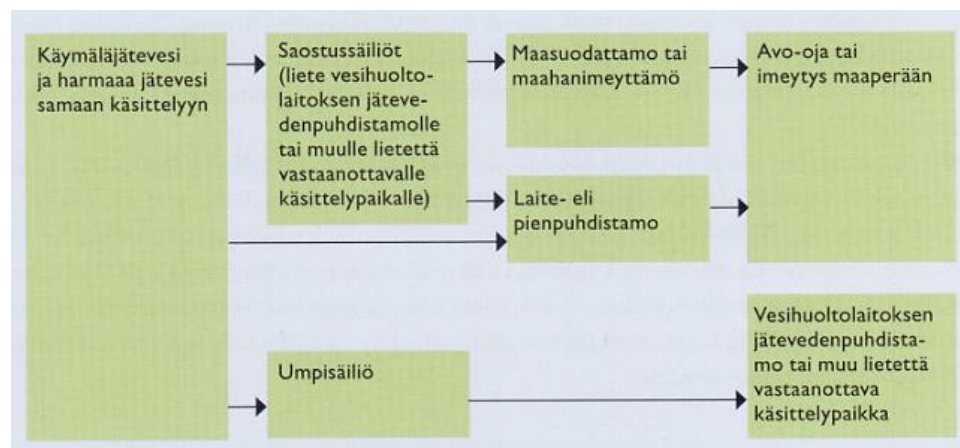 Käymäläjätevesi
ja harmaaa jätevesi
samaan käsittelyyn
Saostussäiliöt
(liete vesihuolto-
laitoksen jäteve-
denpuhdistamolle
tai muulle lietettä
vastaanottavalle
käsittelypaikalle)
Maasuodattamo tai
maahanimeyttämö
Avo-oja tai
imeytys maaperään
Laite- eli
pienpuhdistamo
Umpisäiliö
Vesihuoltolaitoksen
jätevedenpuhdista-
mo tai muu lietettä
vastaanottava
käsittelypaikka